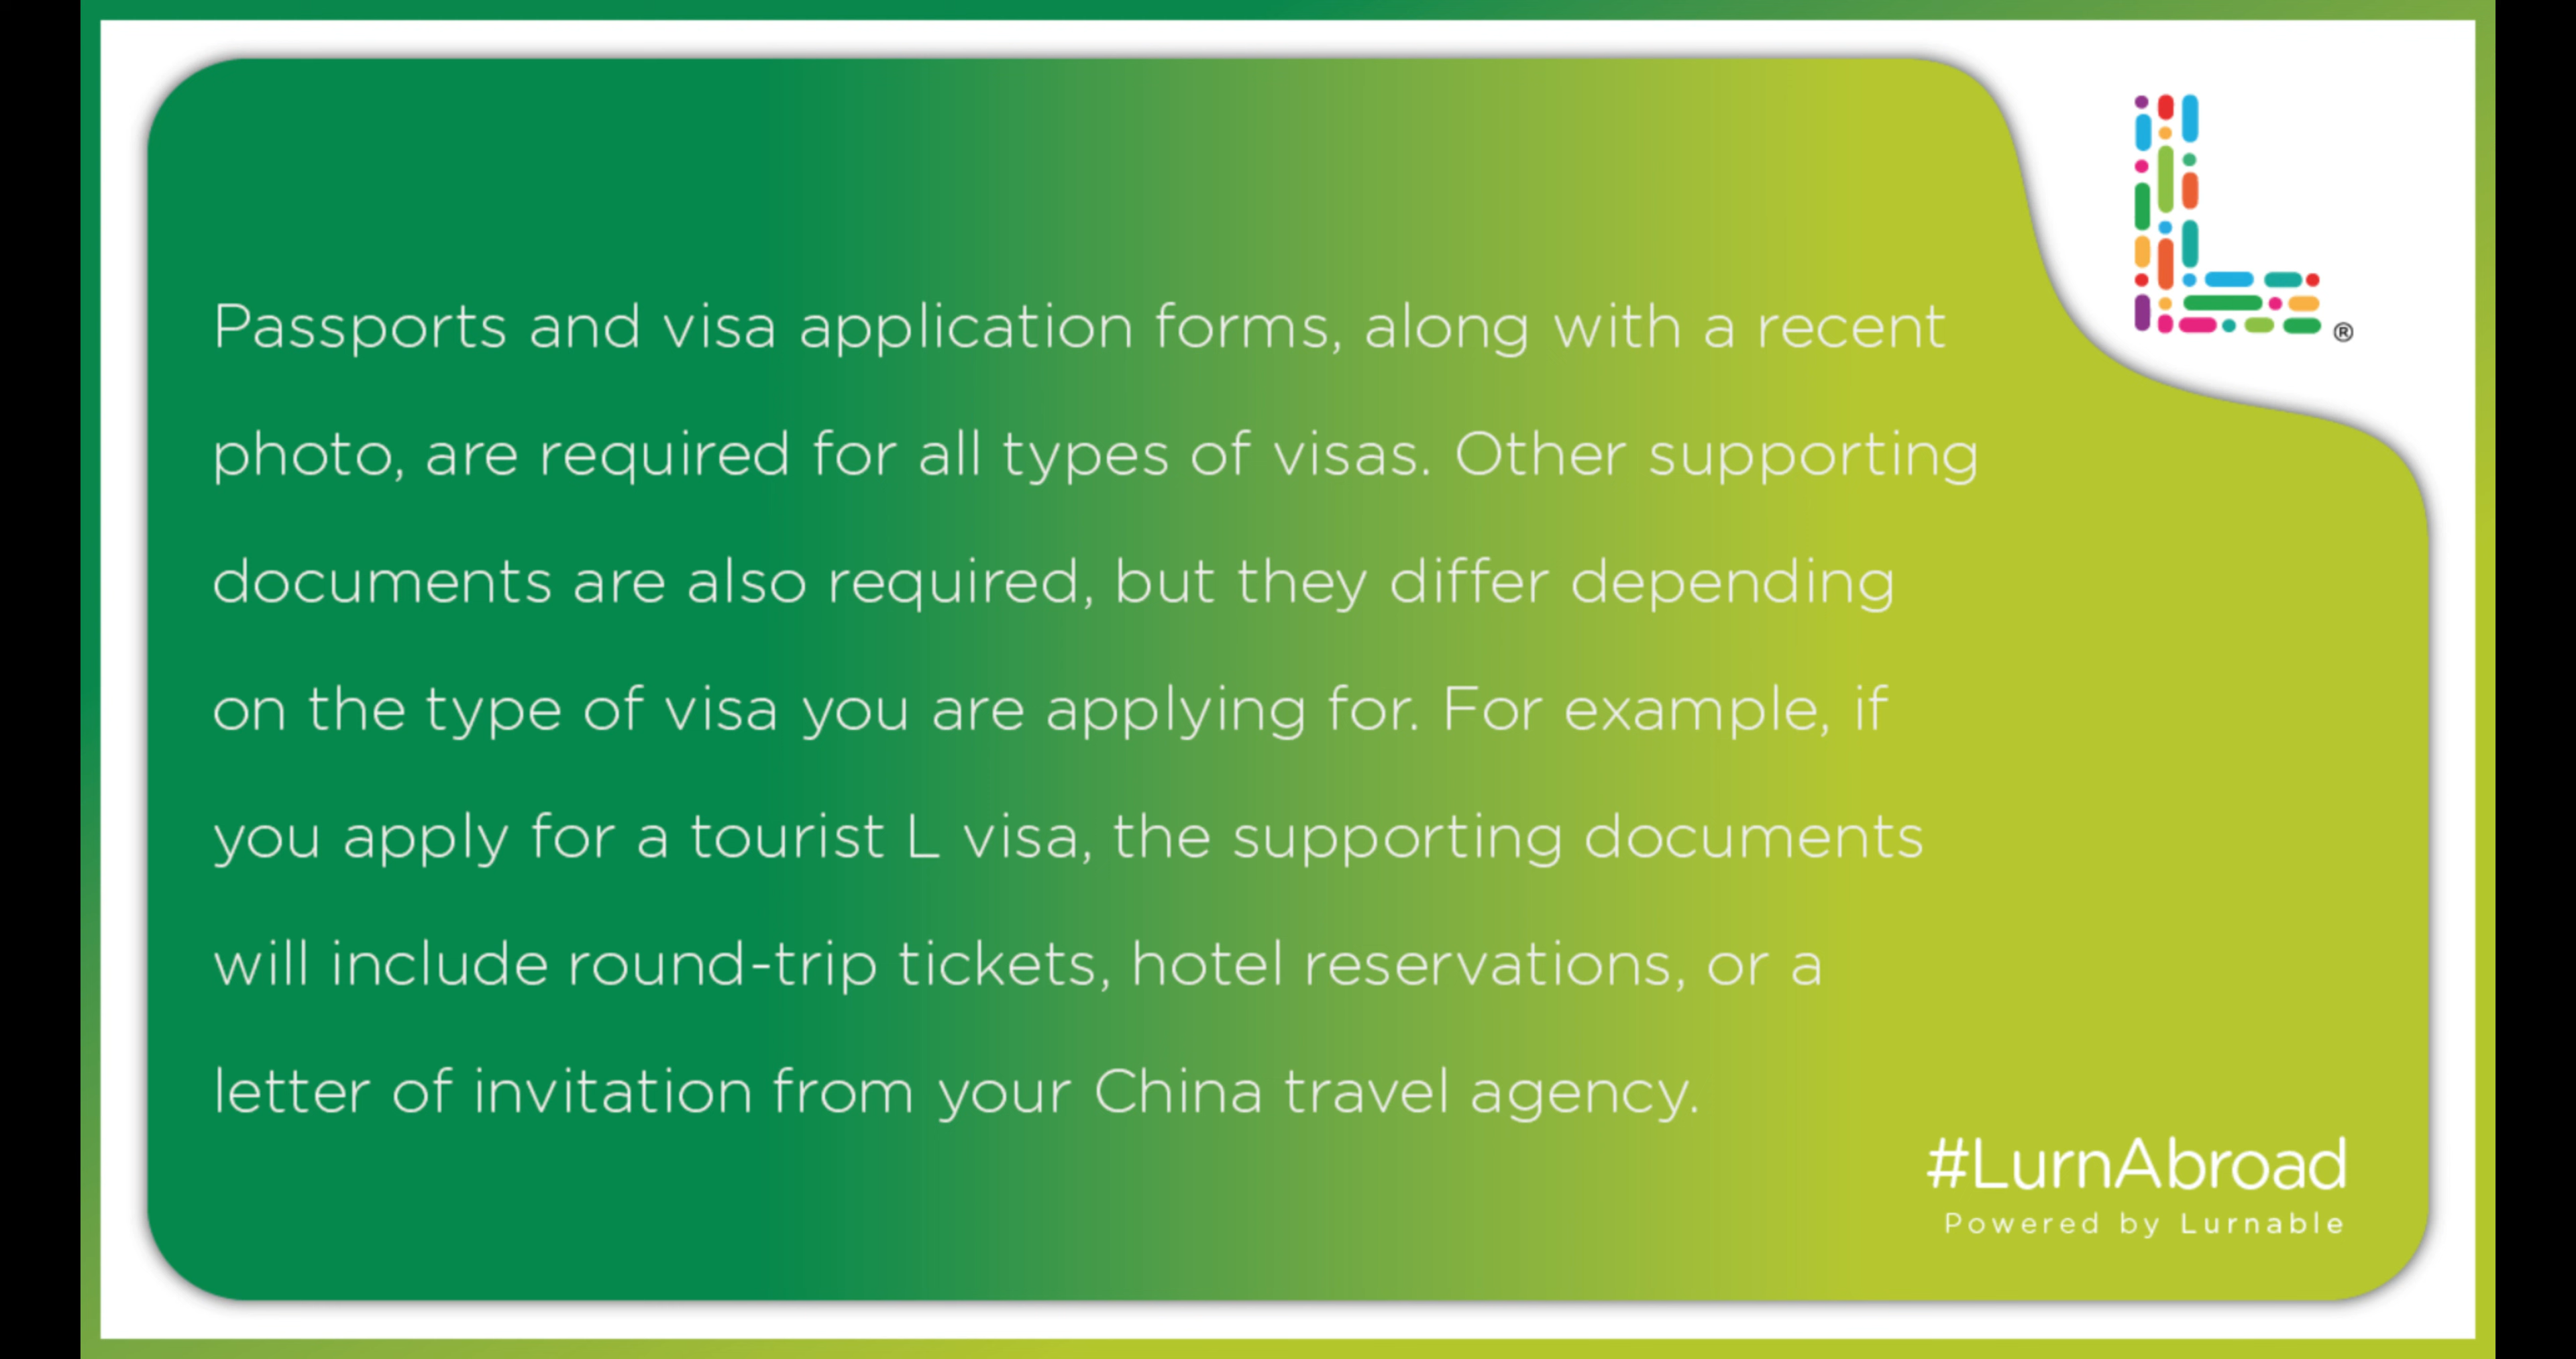 Passports and visa application forms, along with a recent
photo, are required for all types of visas. Other supporting
documents are also required, but they differ depending
on the type of visa you are applying for. For example, if
you apply for a tourist L visa, the supporting documents
will include round-trip tickets, hotel reservations, or a
letter of invitation from your China travel agency.
L®
#LurnAbroad
Powered by Lurnable